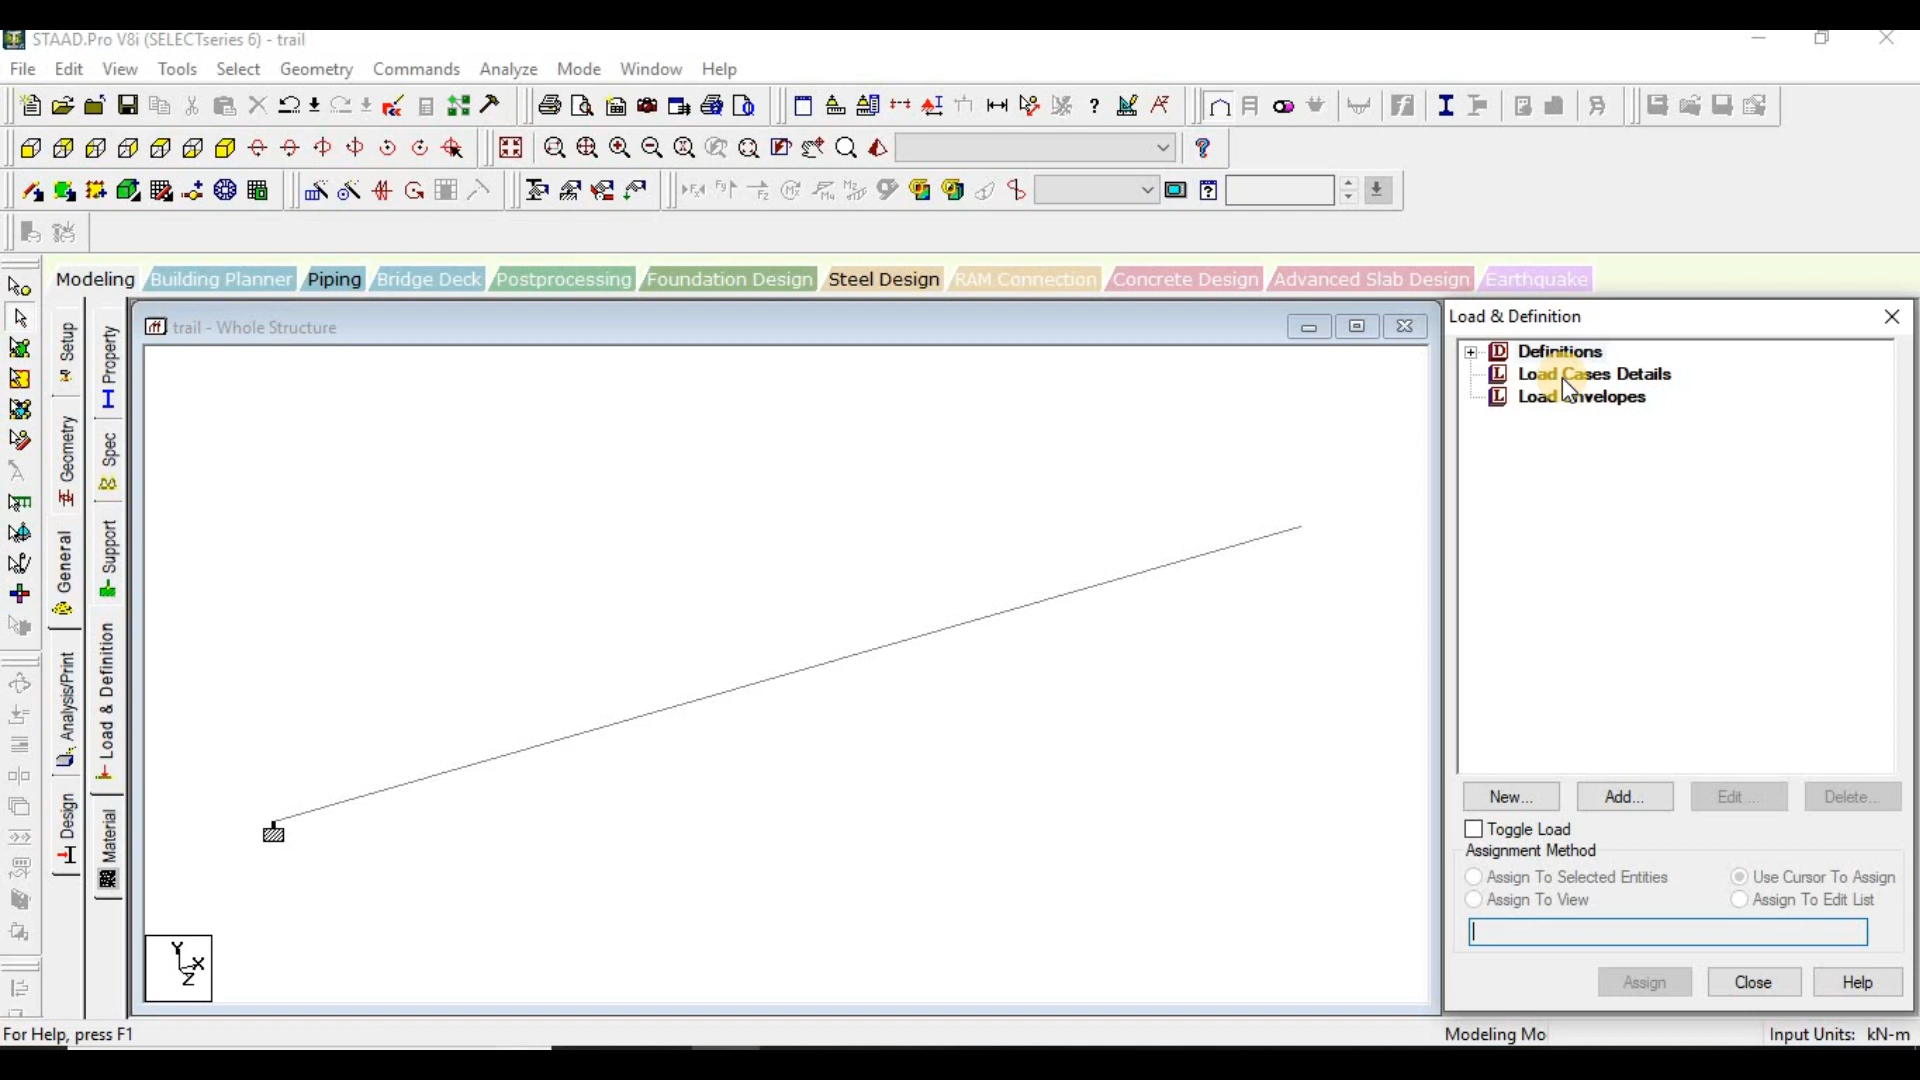 STAAD.Pro V8i (SELECTseries 6) - trail
File Edit View Tools Select Geometry Commands Analyze Mode Window Help
Modeling Building Planner Piping Bridge Deck Postprocessing Foundation Design Steel Design RAM Connection Concrete Design Advanced Slab Design Earthquake
Setup
Geometry
General
Analysis/Print
Design
Property
Spec
Support
Load & Definition
Material
trail - Whole Structure
Y
X
Z
Load & Definition
D Definitions
L Load Cases Details
L Load Envelopes
New... Add... Edit ... Delete...
Toggle Load
Assignment Method
Assign To Selected Entities Use Cursor To Assign
Assign To View Assign To Edit List
Assign Close Help
For Help, press F1 Modeling Mo Input Units: kN-m